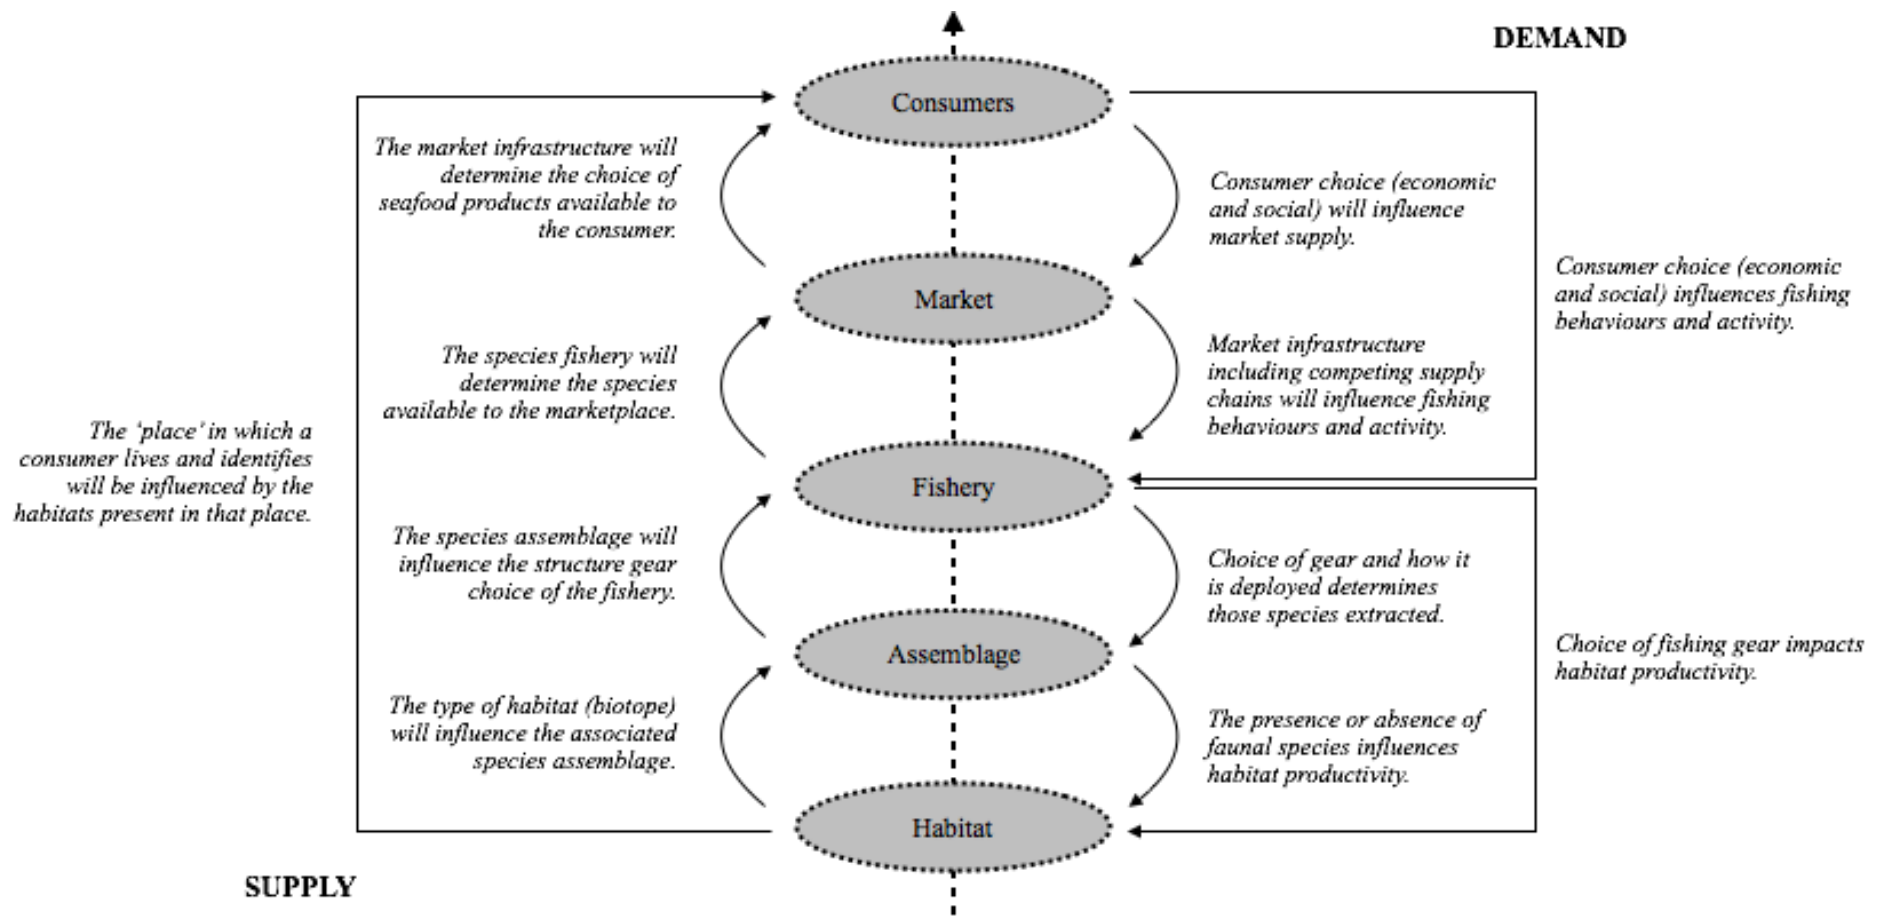 DEMAND
Consumers
The market infrastructure will
determine the choice of
seafood products available to
the consumer.
Consumer choice (economic
and social) will influence
market supply.
Consumer choice (economic
and social) influences fishing
behaviours and activity.
Market
The species fishery will
determine the species
available to the marketplace.
Market infrastructure
including competing supply
chains will influence fishing
behaviours and activity.
The ‘place’ in which a
consumer lives and identifies
will be influenced by the
habitats present in that place.
Fishery
The species assemblage will
influence the structure gear
choice of the fishery.
Choice of gear and how it
is deployed determines
those species extracted.
Choice of fishing gear impacts
habitat productivity.
Assemblage
The type of habitat (biotope)
will influence the associated
species assemblage.
The presence or absence of
faunal species influences
habitat productivity.
Habitat
SUPPLY